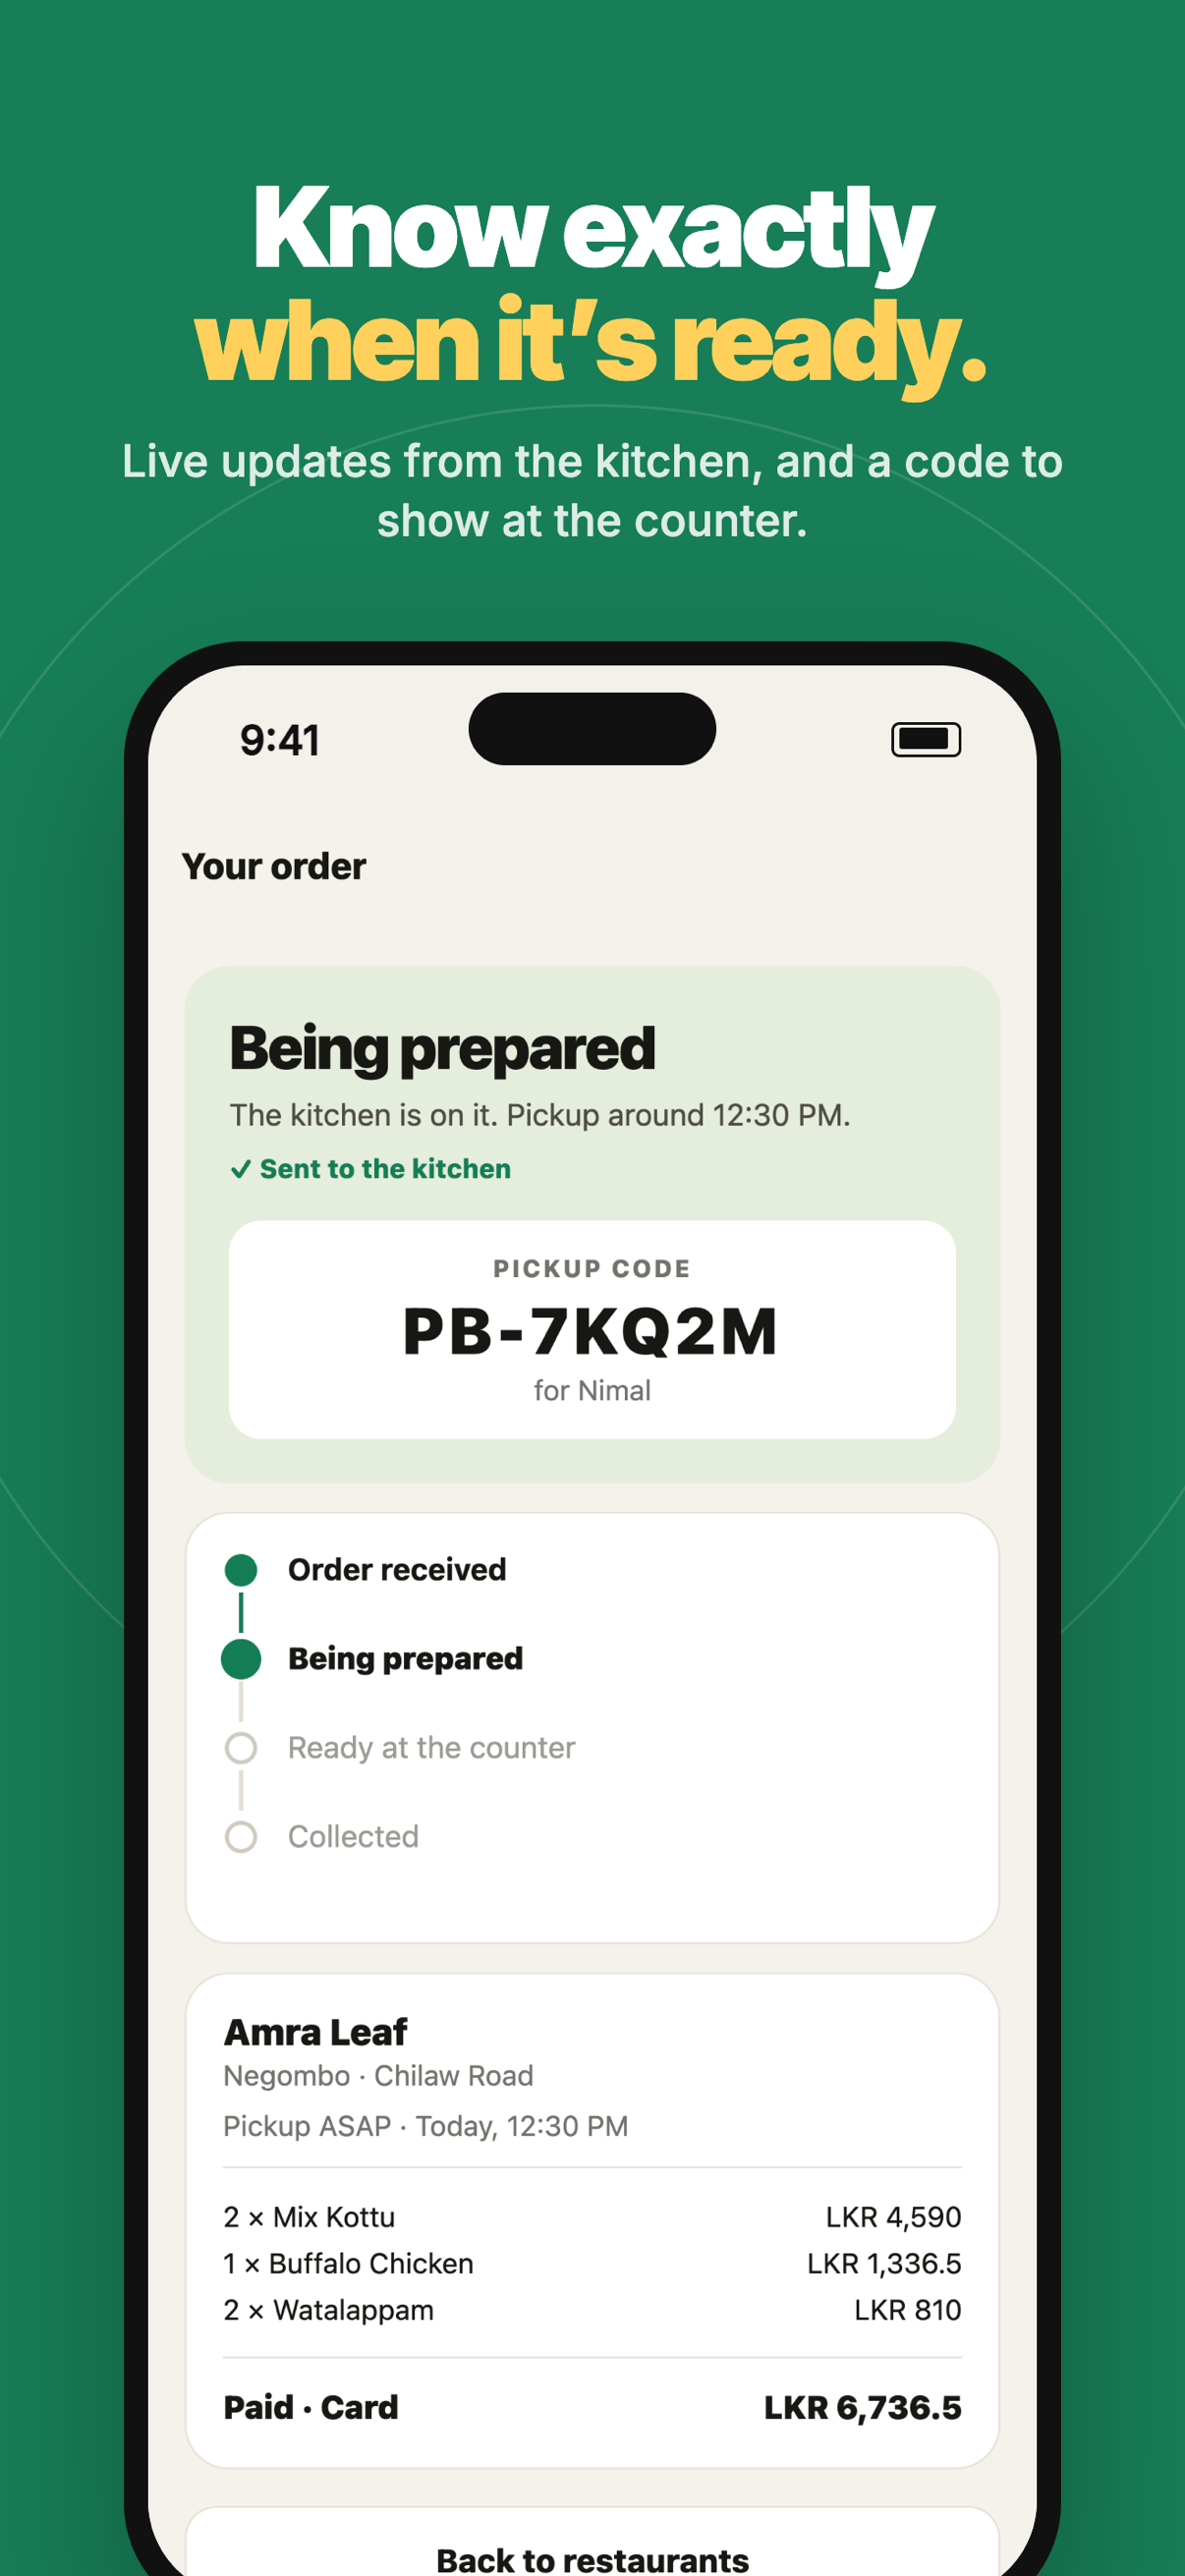 Know exactly
when it’s ready.
Live updates from the kitchen, and a code to
show at the counter.
9:41
Your order
Being prepared
The kitchen is on it. Pickup around 12:30 PM.
✓ Sent to the kitchen
PICKUP CODE
PB-7KQ2M
for Nimal
Order received
Being prepared
Ready at the counter
Collected
Amra Leaf
Negombo · Chilaw Road
Pickup ASAP · Today, 12:30 PM
2 × Mix Kottu LKR 4,590
1 × Buffalo Chicken LKR 1,336.5
2 × Watalappam LKR 810
Paid · Card LKR 6,736.5
Back to restaurants